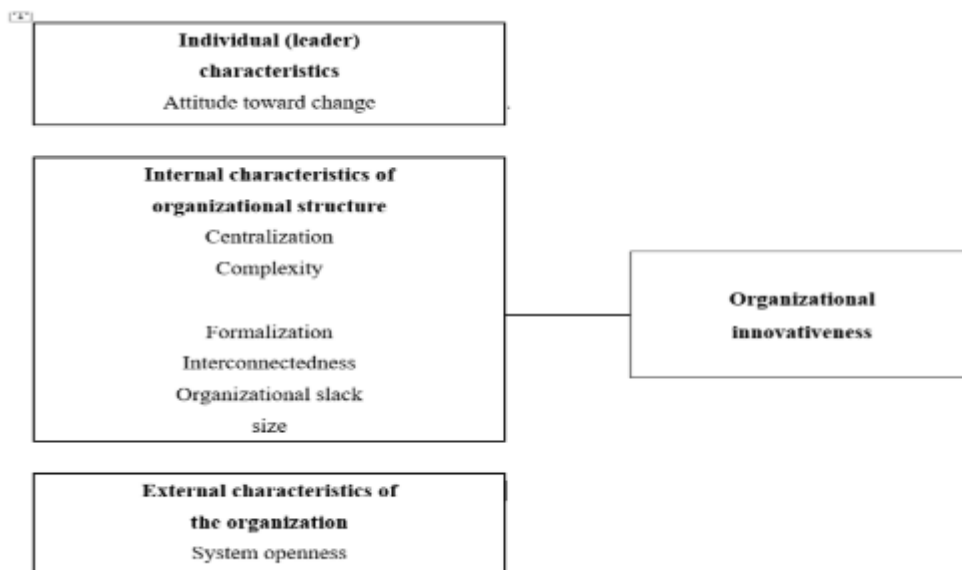 Individual (leader)
characteristics
Attitude toward change
Internal characteristics of
organizational structure
Centralization
Complexity
Formalization
Interconnectedness
Organizational slack
size
Organizational
innovativeness
External characteristics of
the organization
System openness